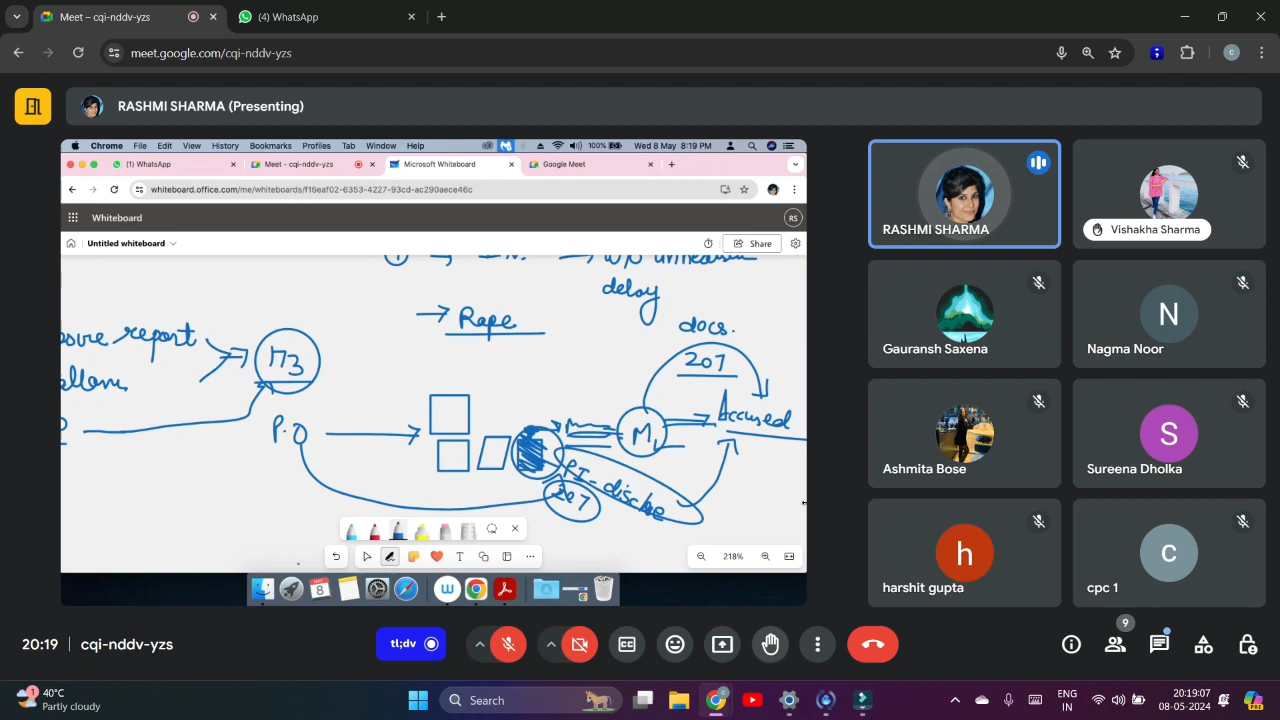 Meet – cqi-nddv-yzs
(4) WhatsApp
meet.google.com/cqi-nddv-yzs
c
RASHMI SHARMA (Presenting)
Chrome File Edit View History Bookmarks Profiles Tab Window Help 100% Wed 8 May 8:19 PM
(1) WhatsApp
Meet - cqi-nddv-yzs
Microsoft Whiteboard
Google Meet
whiteboard.office.com/me/whiteboards/f16eaf02-6353-4227-93cd-ac290aece46c
Whiteboard
RS
Untitled whiteboard
Share
delay
→ Rape
docs.
report
207
173
Accused
P.O
M1
207
218%
MAY
8
RASHMI SHARMA
Vishakha Sharma
Gauransh Saxena
N
Nagma Noor
Ashmita Bose
S
Sureena Dholka
h
harshit gupta
c
cpc 1
20:19 cqi-nddv-yzs
tl;dv
9
1
40°C
Partly cloudy
Search
ENG
IN
20:19:07
08-05-2024
PRE